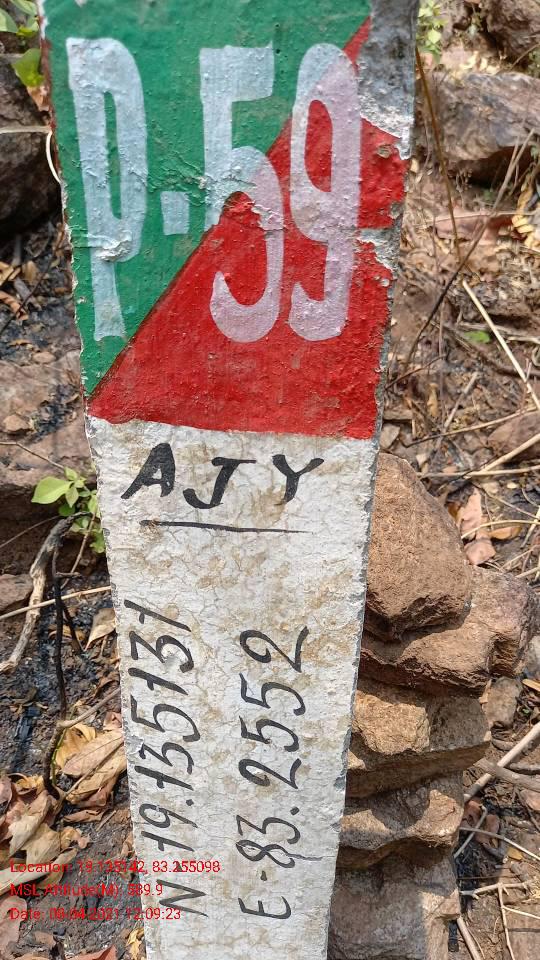 P-59
AJY
N-19.135131
E-83.2552
Location: 19.135142, 83.255098
MSL Altitude(M): 589.9
Date: 09-04-2021 12:09:23